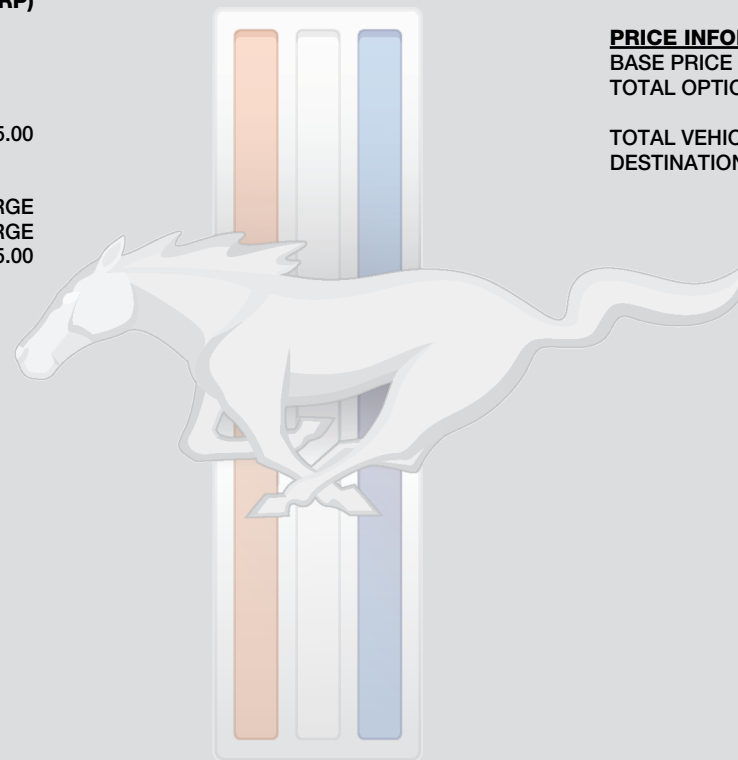 RP)
5.00
RGE
RGE
5.00
PRICE INFO
BASE PRICE
TOTAL OPTIO
TOTAL VEHIC
DESTINATION